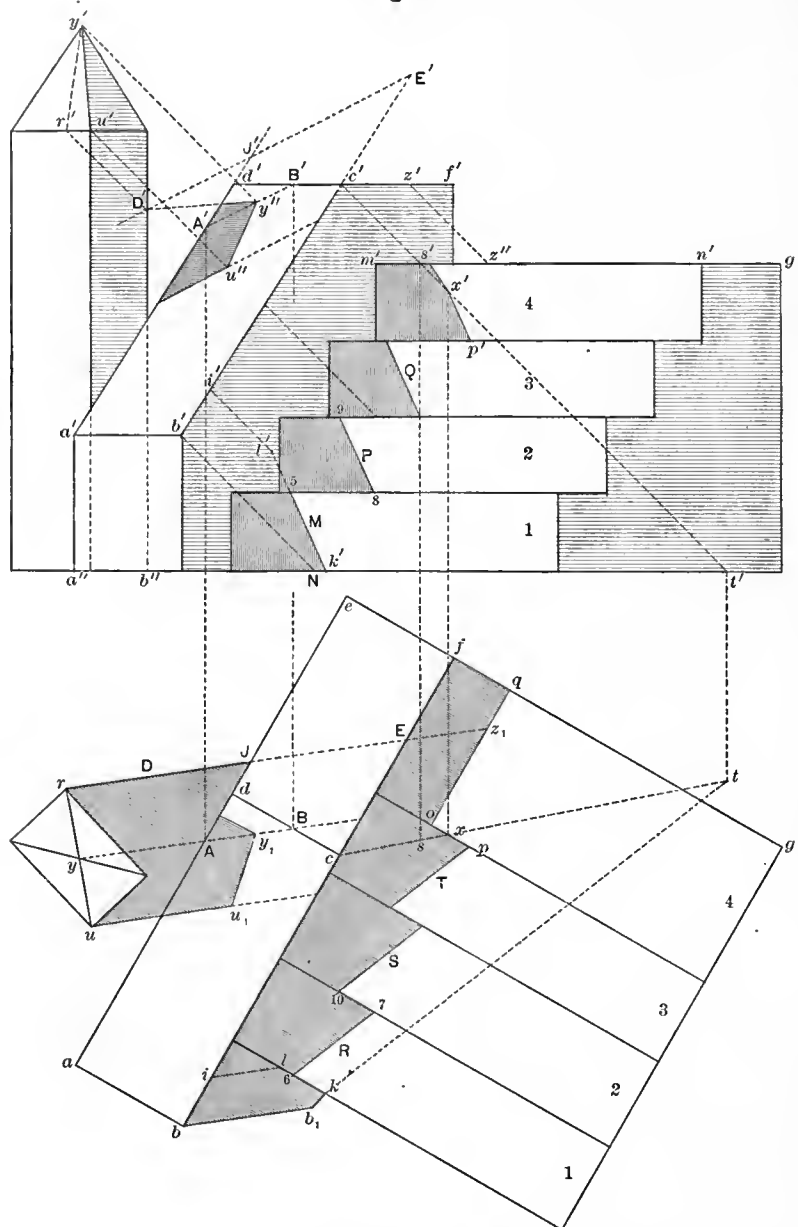 y'
E'
r' u'
J'
d' B' c' z' f'
D'
y''
A'
u''
m' s' z'' n' g
x'
4
p'
Q 3
i'
a' b' 9
l' P 2
5 8
M
1
a'' b'' N k' t'
e
f
q
E z₁
D J
r d t
o
B x
y A y₁ s p g
c
T 4
u u₁
S
3
10 7
R
a l 2
i 6 k
b₁
b 1